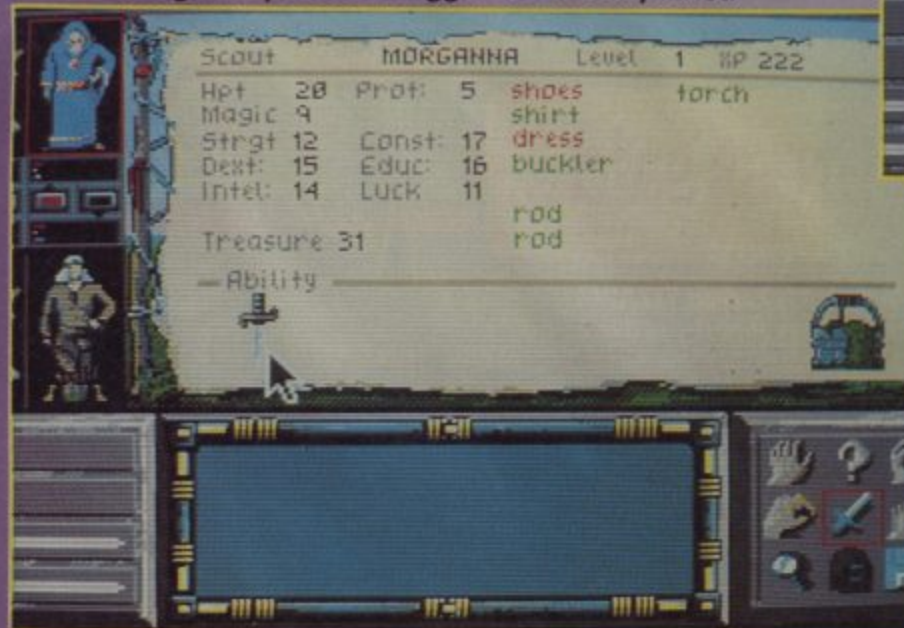 Scout MORGANNA Level 1 XP 222
Hpt 20 Prot: 5 shoes torch
Magic 9 shirt
Strgt 12 Const: 17 dress
Dext: 15 Educ: 16 buckler
Intel: 14 Luck 11
rod
Treasure 31 rod
Ability